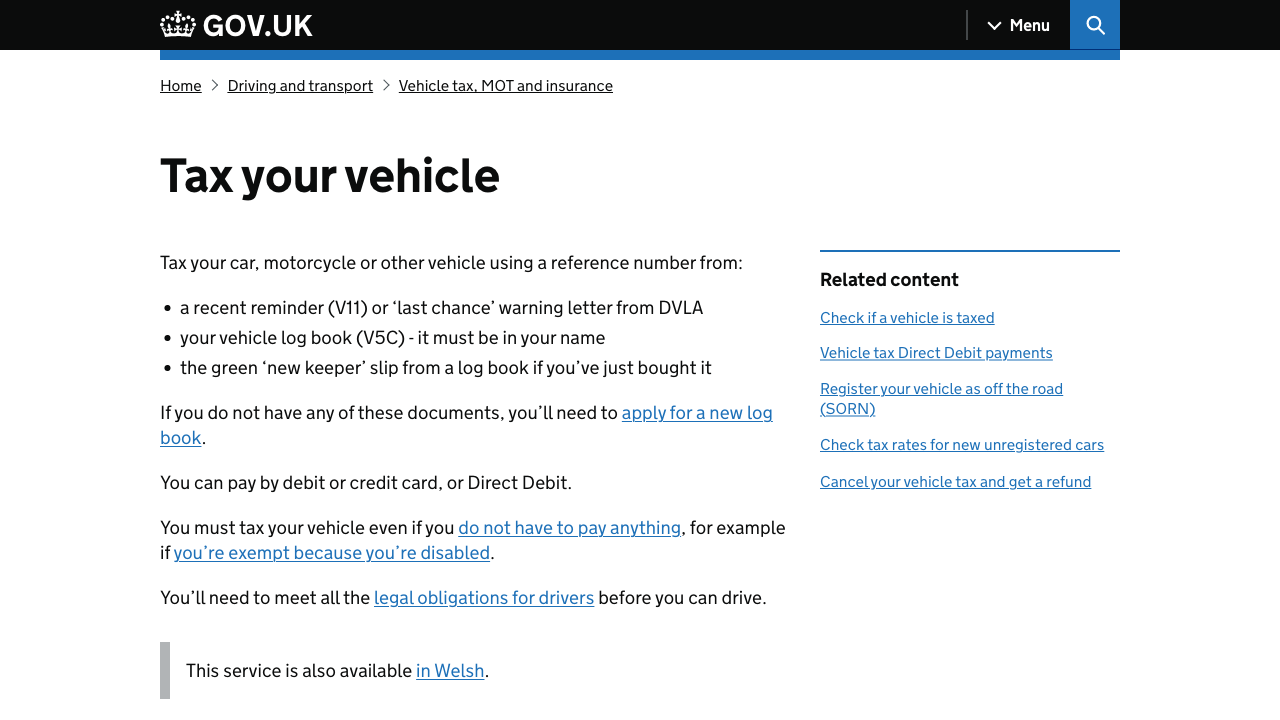 GOV.UK
Menu
Home
Driving and transport
Vehicle tax, MOT and insurance
Tax your vehicle
Tax your car, motorcycle or other vehicle using a reference number from:
• a recent reminder (V11) or ‘last chance’ warning letter from DVLA
• your vehicle log book (V5C) - it must be in your name
• the green ‘new keeper’ slip from a log book if you’ve just bought it
If you do not have any of these documents, you’ll need to apply for a new log
book.
You can pay by debit or credit card, or Direct Debit.
You must tax your vehicle even if you do not have to pay anything, for example
if you’re exempt because you’re disabled.
You’ll need to meet all the legal obligations for drivers before you can drive.
This service is also available in Welsh.
Related content
Check if a vehicle is taxed
Vehicle tax Direct Debit payments
Register your vehicle as off the road
(SORN)
Check tax rates for new unregistered cars
Cancel your vehicle tax and get a refund